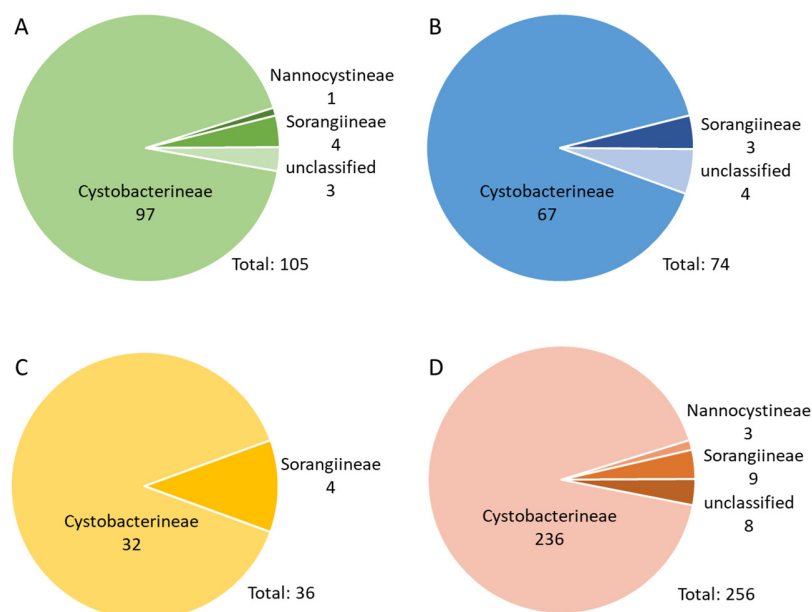 A
Nannocystineae
1
Sorangiineae
4
unclassified
3
Cystobacterineae
97
Total: 105
B
Sorangiineae
3
unclassified
4
Cystobacterineae
67
Total: 74
C
Sorangiineae
4
Cystobacterineae
32
Total: 36
D
Nannocystineae
3
Sorangiineae
9
unclassified
8
Cystobacterineae
236
Total: 256